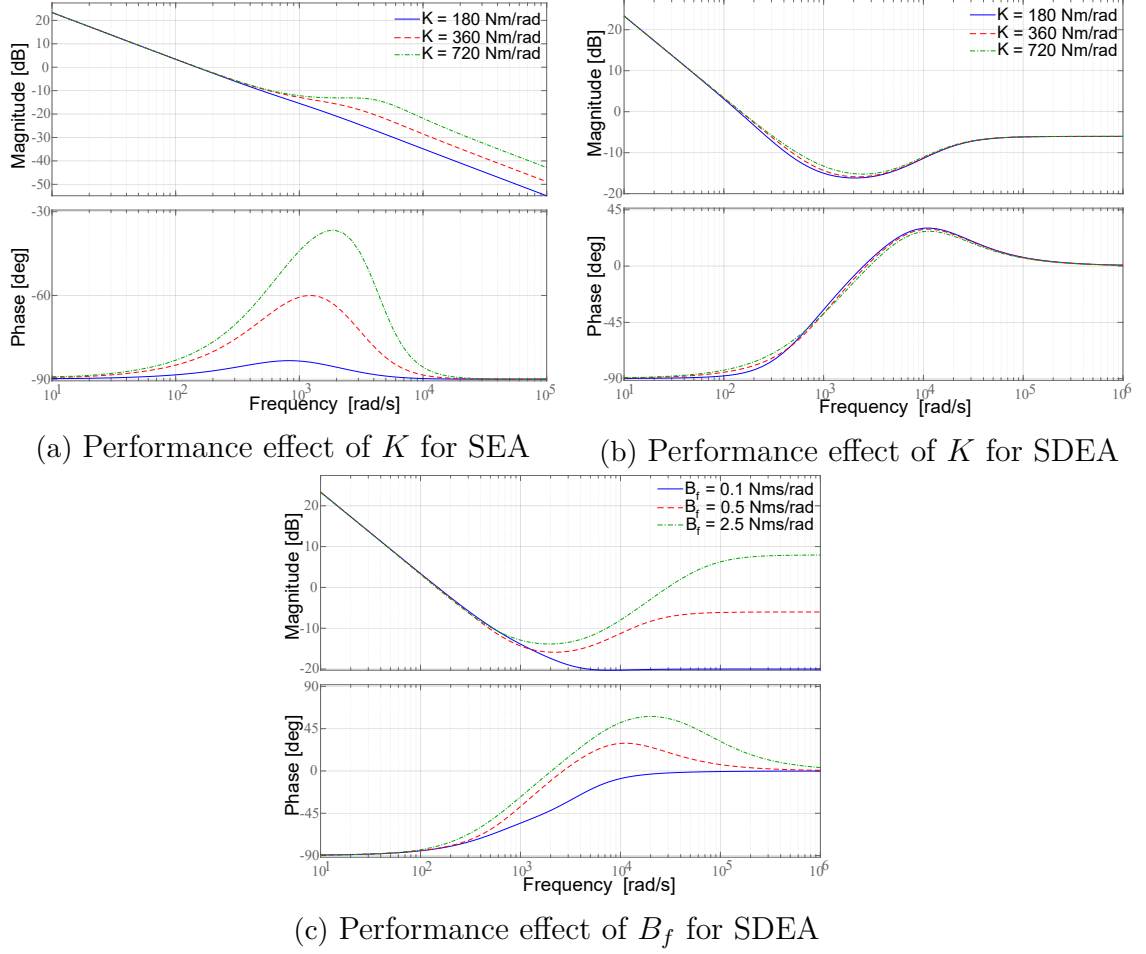 K = 180 Nm/rad
K = 360 Nm/rad
K = 720 Nm/rad
Magnitude [dB]
20
10
0
-10
-20
-30
-40
-50
Phase [deg]
-30
-60
-90
10^1
10^2
10^3
10^4
10^5
Frequency [rad/s]
(a) Performance effect of K for SEA
K = 180 Nm/rad
K = 360 Nm/rad
K = 720 Nm/rad
Magnitude [dB]
20
0
-10
-20
Phase [deg]
45
0
-45
-90
10^1
10^2
10^3
10^4
10^5
10^6
Frequency [rad/s]
(b) Performance effect of K for SDEA
B_f = 0.1 Nms/rad
B_f = 0.5 Nms/rad
B_f = 2.5 Nms/rad
Magnitude [dB]
20
10
0
-10
-20
Phase [deg]
90
45
0
-45
-90
10^1
10^2
10^3
10^4
10^5
10^6
Frequency [rad/s]
(c) Performance effect of B_f for SDEA